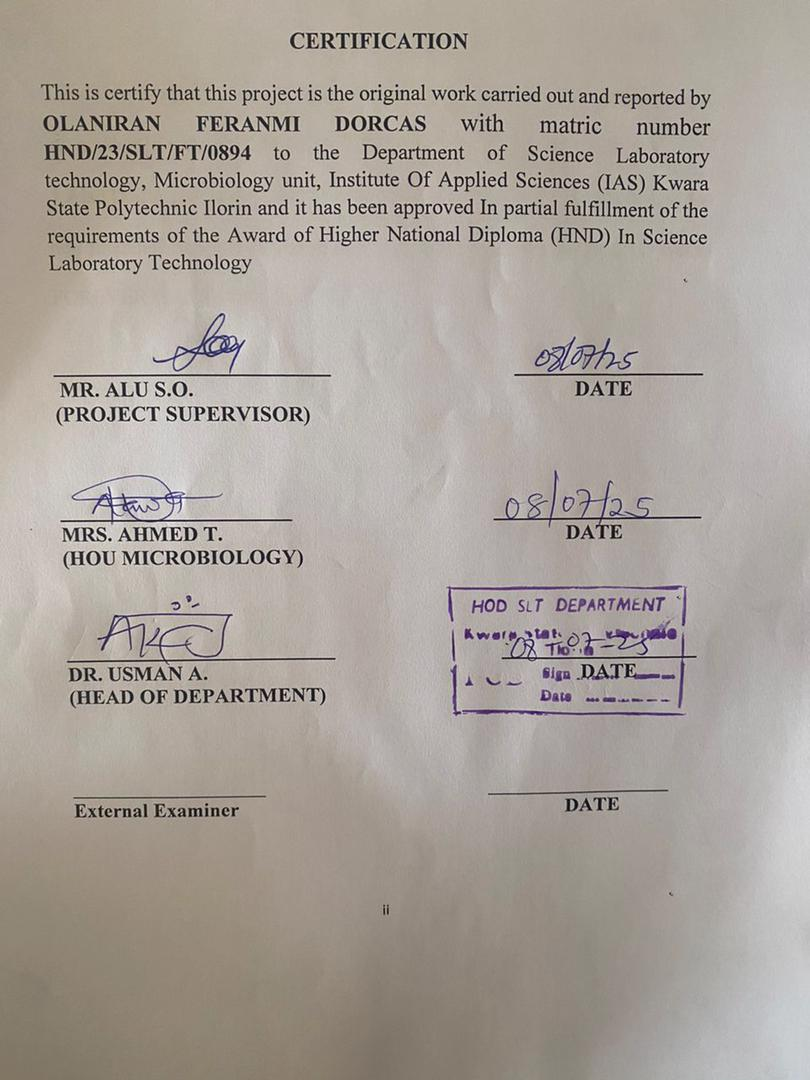 CERTIFICATION
This is certify that this project is the original work carried out and reported by
OLANIRAN FERANMI DORCAS with matric number
HND/23/SLT/FT/0894 to the Department of Science Laboratory
technology, Microbiology unit, Institute Of Applied Sciences (IAS) Kwara
State Polytechnic Ilorin and it has been approved In partial fulfillment of the
requirements of the Award of Higher National Diploma (HND) In Science
Laboratory Technology
08/07/25
MR. ALU S.O.
DATE
(PROJECT SUPERVISOR)
08/07/25
MRS. AHMED T.
DATE
(HOU MICROBIOLOGY)
HOD SLT DEPARTMENT
Kwara
08-07-25
DR. USMAN A.
Sign DATE
(HEAD OF DEPARTMENT)
Date
External Examiner
DATE
ii